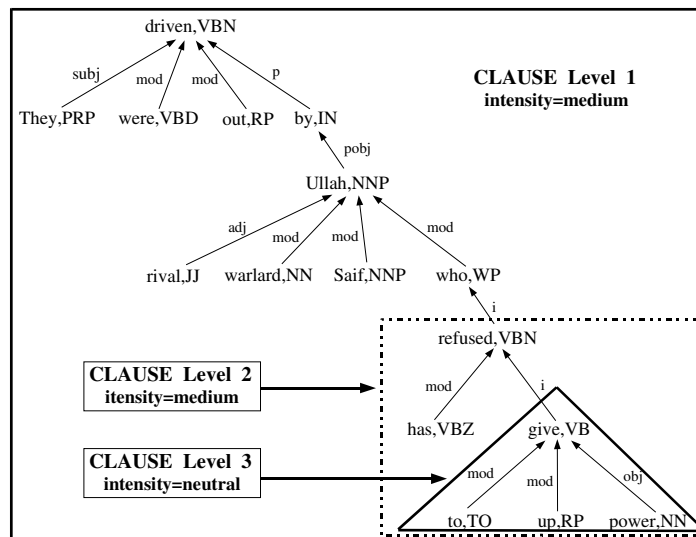 driven,VBN
subj
mod
mod
p
CLAUSE Level 1
intensity=medium
They,PRP
were,VBD
out,RP
by,IN
pobj
Ullah,NNP
adj
mod
mod
mod
rival,JJ
warlard,NN
Saif,NNP
who,WP
i
refused,VBN
CLAUSE Level 2
itensity=medium
mod
i
has,VBZ
give,VB
CLAUSE Level 3
intensity=neutral
mod
mod
obj
to,TO
up,RP
power,NN